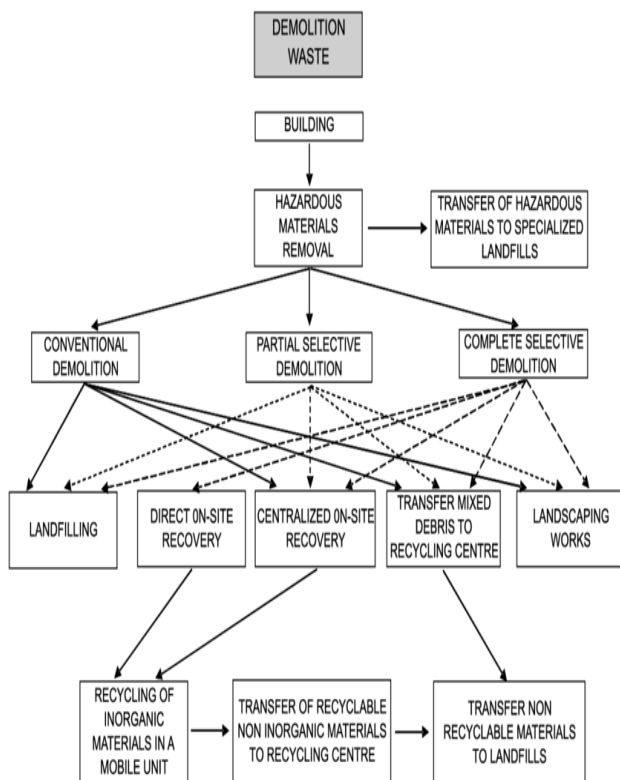 DEMOLITION
WASTE
BUILDING
HAZARDOUS
MATERIALS
REMOVAL
TRANSFER OF HAZARDOUS
MATERIALS TO SPECIALIZED
LANDFILLS
CONVENTIONAL
DEMOLITION
PARTIAL SELECTIVE
DEMOLITION
COMPLETE SELECTIVE
DEMOLITION
LANDFILLING
DIRECT 0N-SITE
RECOVERY
CENTRALIZED 0N-SITE
RECOVERY
TRANSFER MIXED
DEBRIS TO
RECYCLING CENTRE
LANDSCAPING
WORKS
RECYCLING OF
INORGANIC
MATERIALS IN A
MOBILE UNIT
TRANSFER OF RECYCLABLE
NON INORGANIC MATERIALS
TO RECYCLING CENTRE
TRANSFER NON
RECYCLABLE MATERIALS
TO LANDFILLS